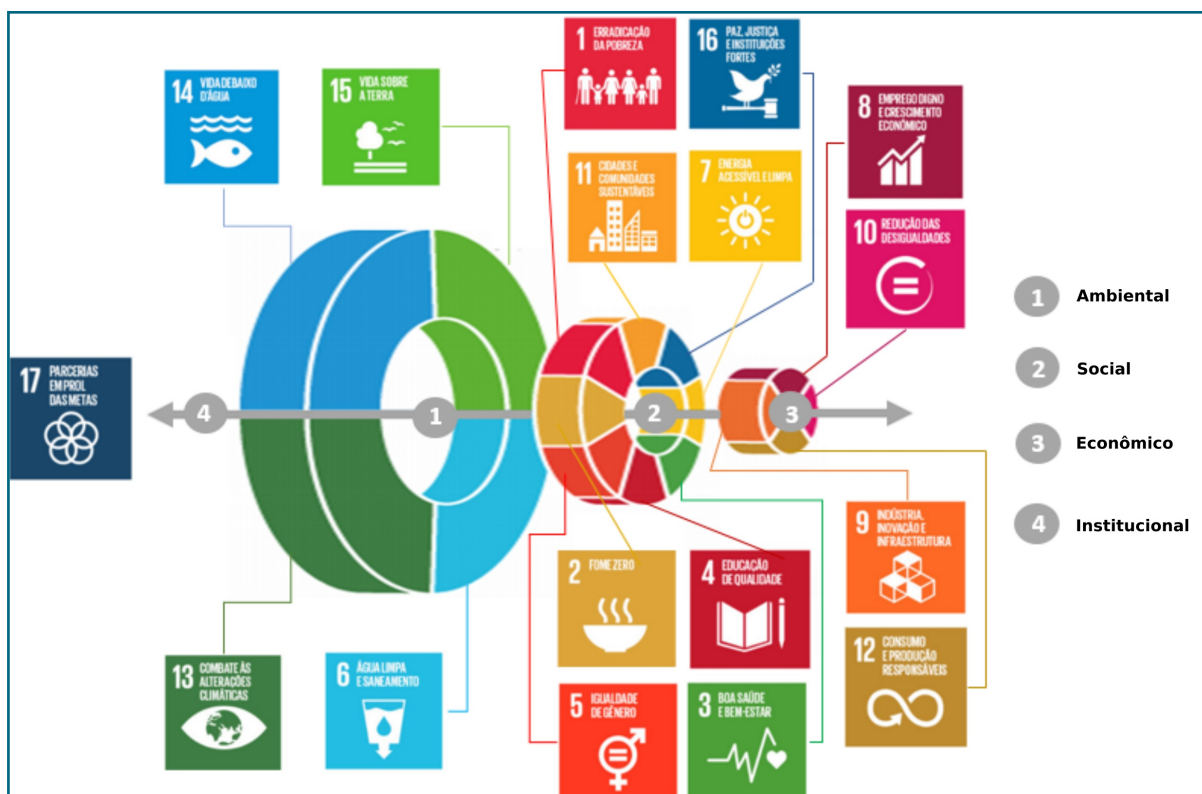 14 VIDA DEBAIXO
D'ÁGUA
15 VIDA SOBRE
A TERRA
1 ERRADICAÇÃO
DA POBREZA
16 PAZ, JUSTIÇA
E INSTITUIÇÕES
FORTES
11 CIDADES E
COMUNIDADES
SUSTENTÁVEIS
7 ENERGIA
ACESSÍVEL E LIMPA
8 EMPREGO DIGNO
E CRESCIMENTO
ECONÔMICO
10 REDUÇÃO DAS
DESIGUALDADES
17 PARCERIAS
EM PROL
DAS METAS
4
1
2
3
1 Ambiental
2 Social
3 Econômico
4 Institucional
13 COMBATE ÀS
ALTERAÇÕES
CLIMÁTICAS
6 ÁGUA LIMPA
E SANEAMENTO
2 FOME ZERO
4 EDUCAÇÃO
DE QUALIDADE
5 IGUALDADE
DE GÊNERO
3 BOA SAÚDE
E BEM-ESTAR
9 INDÚSTRIA,
INOVAÇÃO E
INFRAESTRUTURA
12 CONSUMO
E PRODUÇÃO
RESPONSÁVEIS